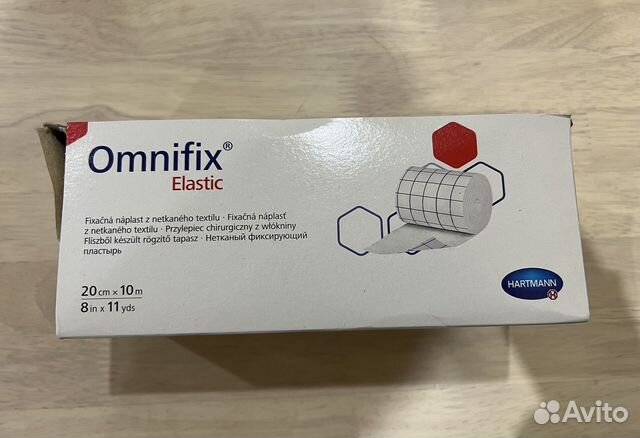 Omnifix®
Elastic
Fixačná náplast z netkaného textilu · Fixačná náplasť
z netkaného textilu · Przylepiec chirurgiczny z włókniny
Fliszből készült rögzítő tapasz · Нетканый фиксирующий
пластырь
20 cm x 10 m
8 in x 11 yds
HARTMANN
Avito